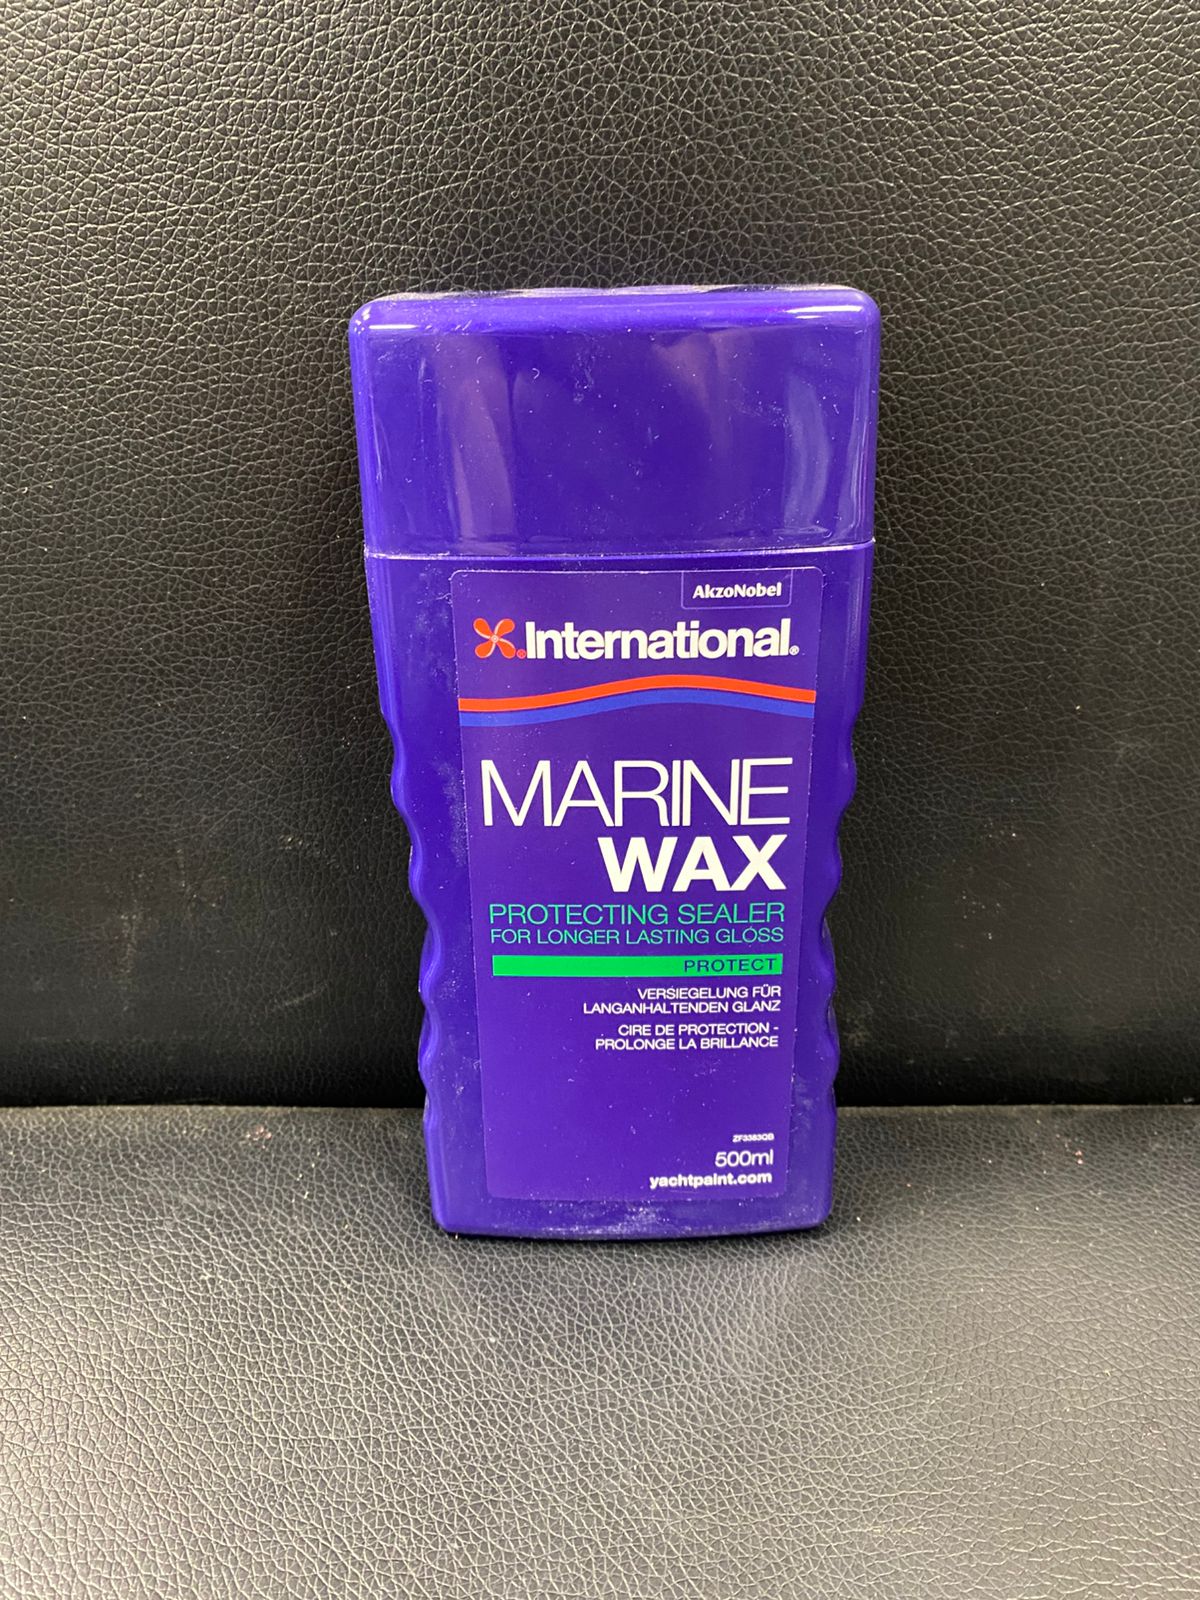 AkzoNobel
International®
MARINE
WAX
PROTECTING SEALER
FOR LONGER LASTING GLOSS
PROTECT
VERSIEGELUNG FÜR
LANGANHALTENDEN GLANZ
CIRE DE PROTECTION -
PROLONGE LA BRILLANCE
ZF3383QB
500ml
yachtpaint.com